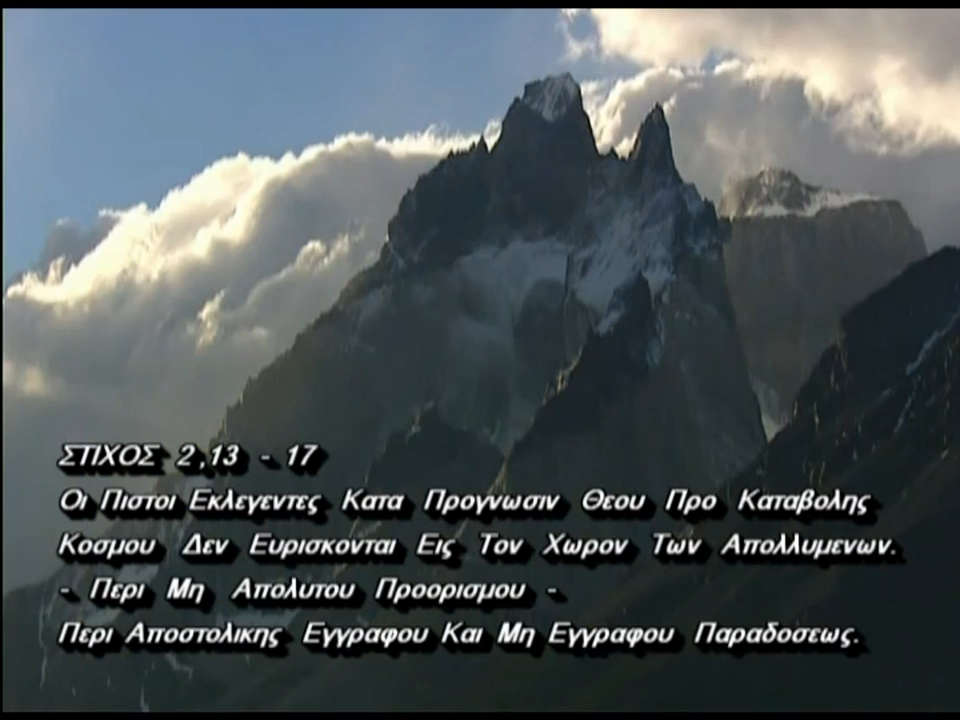 ΣΤΙΧΟΣ 2,13 - 17
Οι Πιστοι Εκλεγεντες Κατα Προγνωσιν Θεου Προ Καταβολης
Κοσμου Δεν Ευρισκονται Εις Τον Χωρον Των Απολλυμενων.
- Περι Μη Απολυτου Προορισμου -
Περι Αποστολικης Εγγραφου Και Μη Εγγραφου Παραδοσεως.